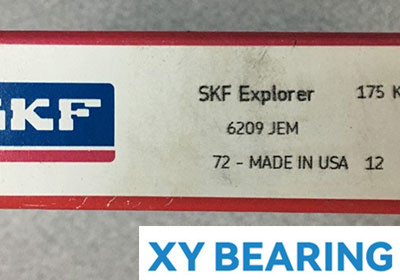 SKF
SKF Explorer 175 K
6209 JEM
72 - MADE IN USA 12
XY BEARING